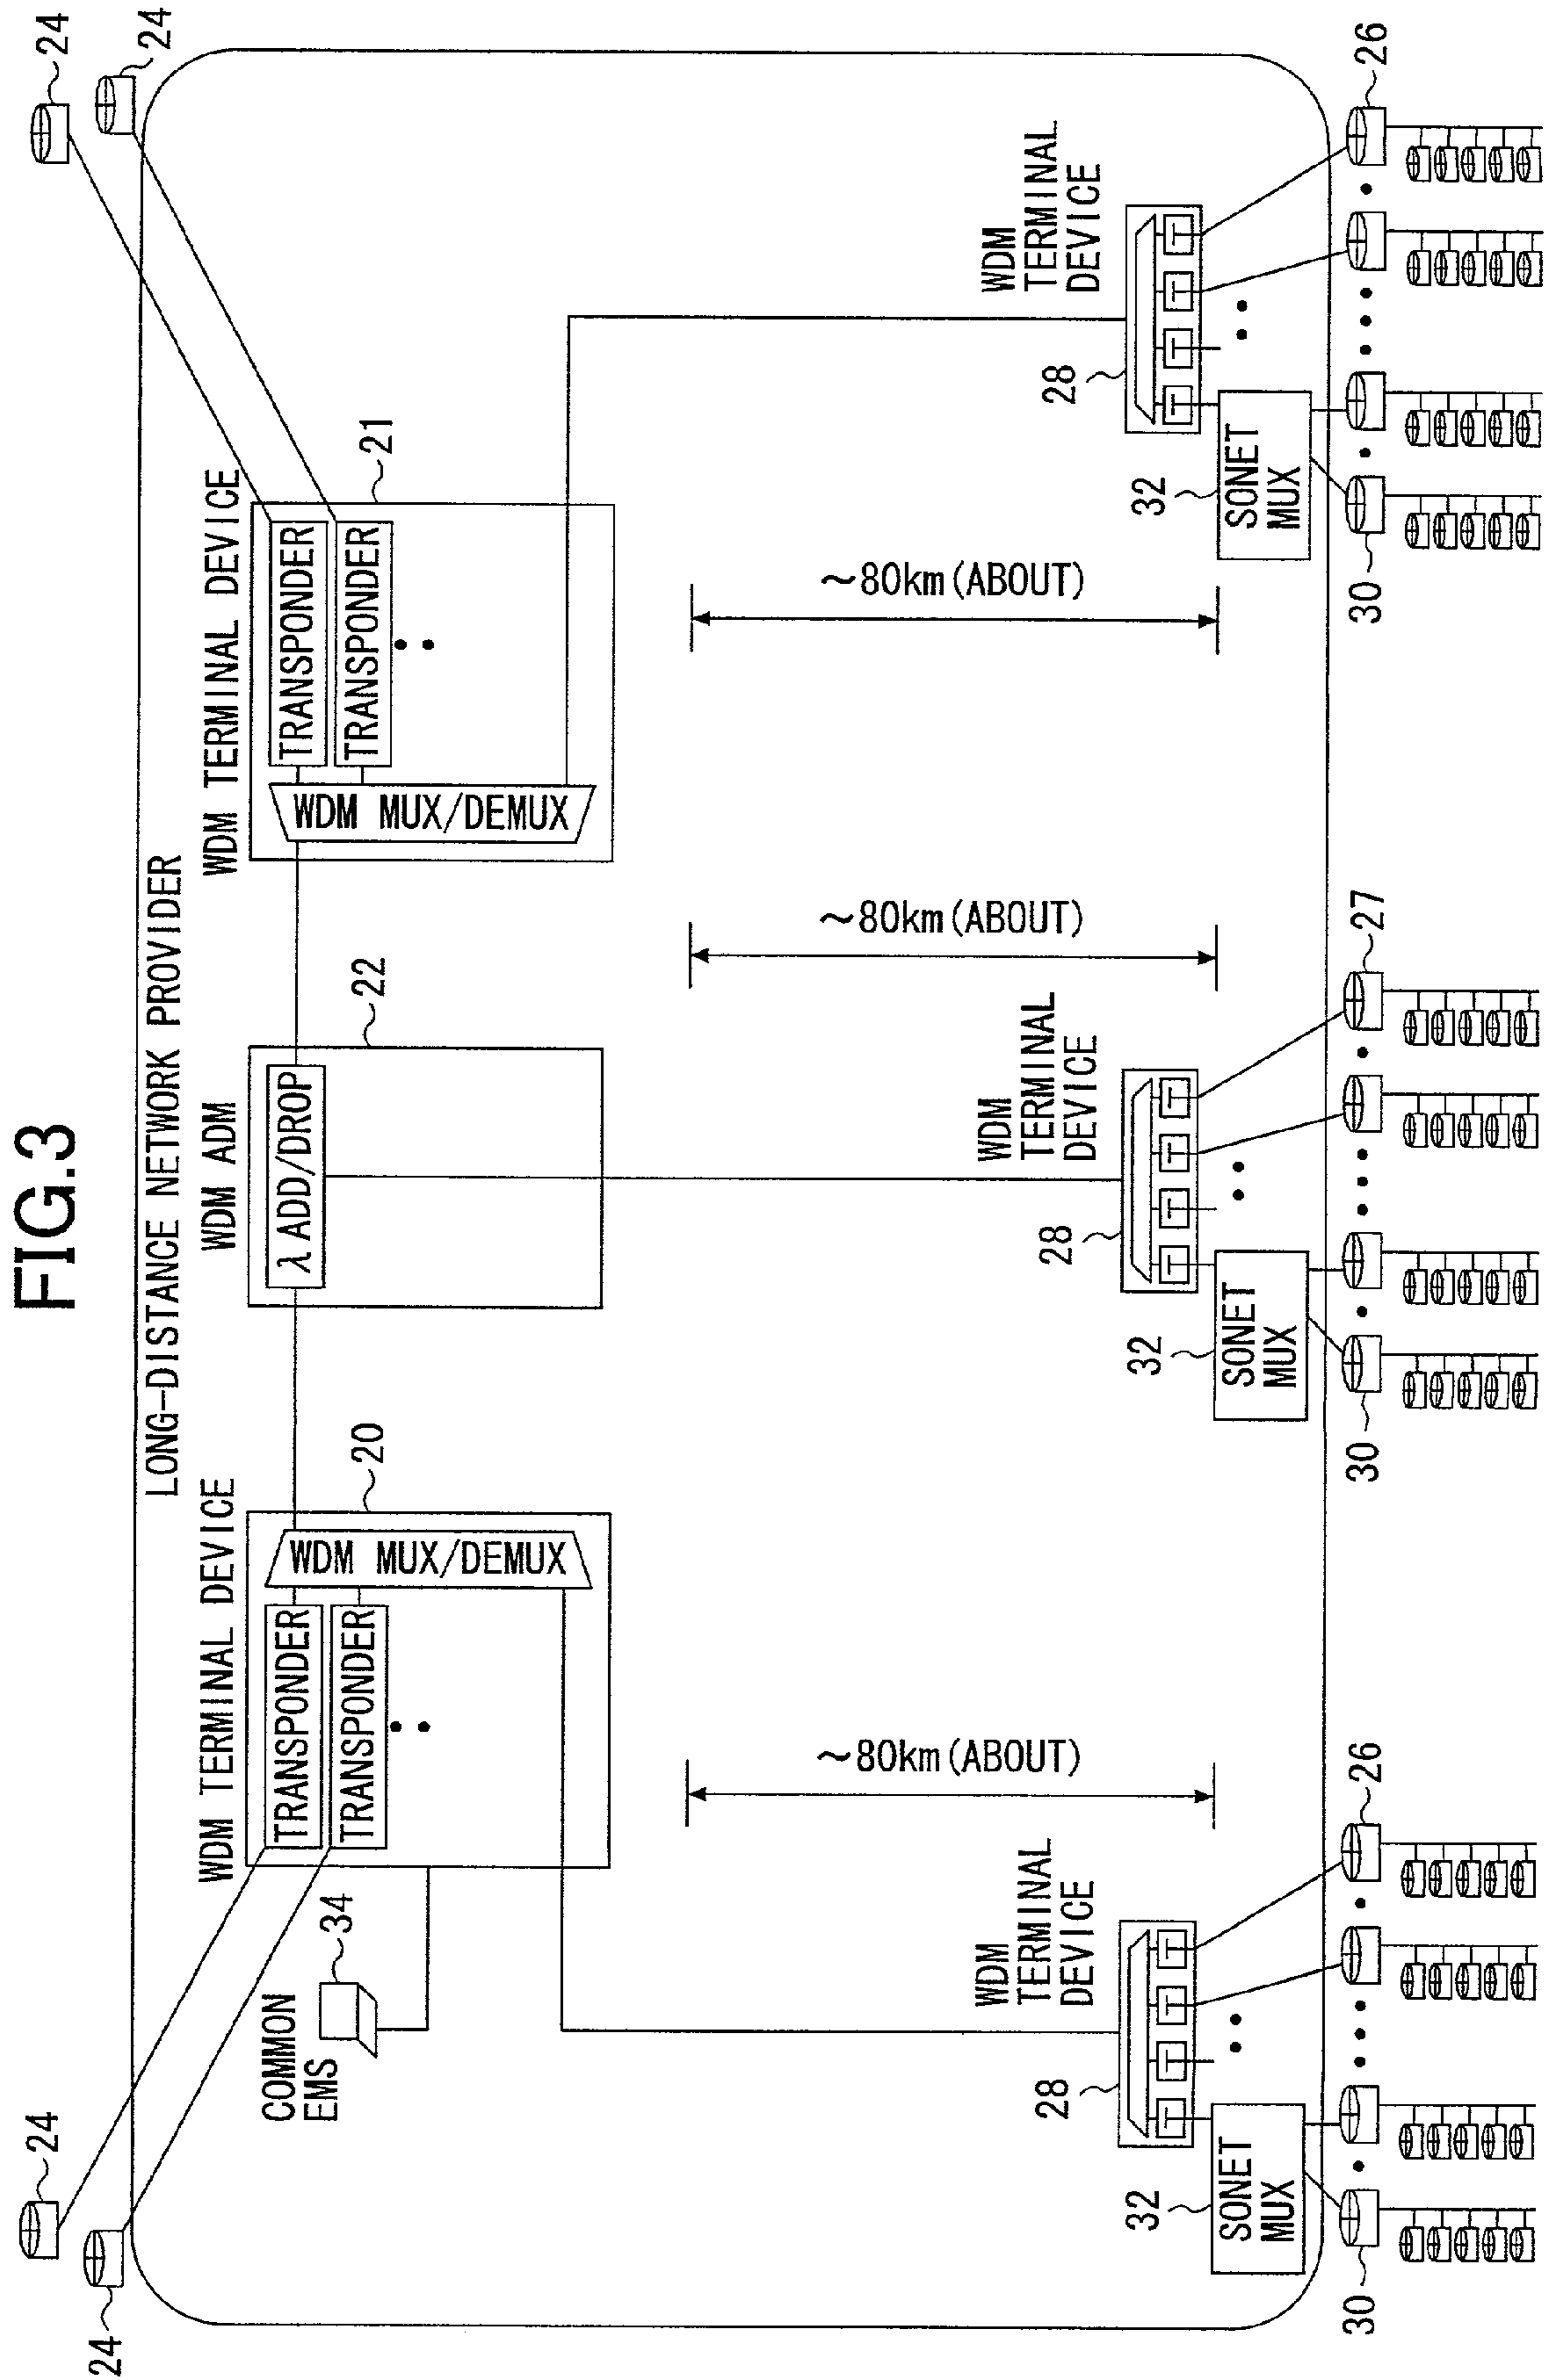 FIG.3
24
24
24
24
LONG-DISTANCE NETWORK PROVIDER
WDM TERMINAL DEVICE
WDM ADM
WDM TERMINAL DEVICE
TRANSPONDER
TRANSPONDER
WDM MUX/DEMUX
20
λ ADD/DROP
22
WDM MUX/DEMUX
TRANSPONDER
TRANSPONDER
21
COMMON
EMS
34
~80km(ABOUT)
~80km(ABOUT)
~80km(ABOUT)
WDM
TERMINAL
DEVICE
28
WDM
TERMINAL
DEVICE
28
WDM
TERMINAL
DEVICE
28
32
SONET
MUX
32
SONET
MUX
32
SONET
MUX
30
26
30
27
30
26